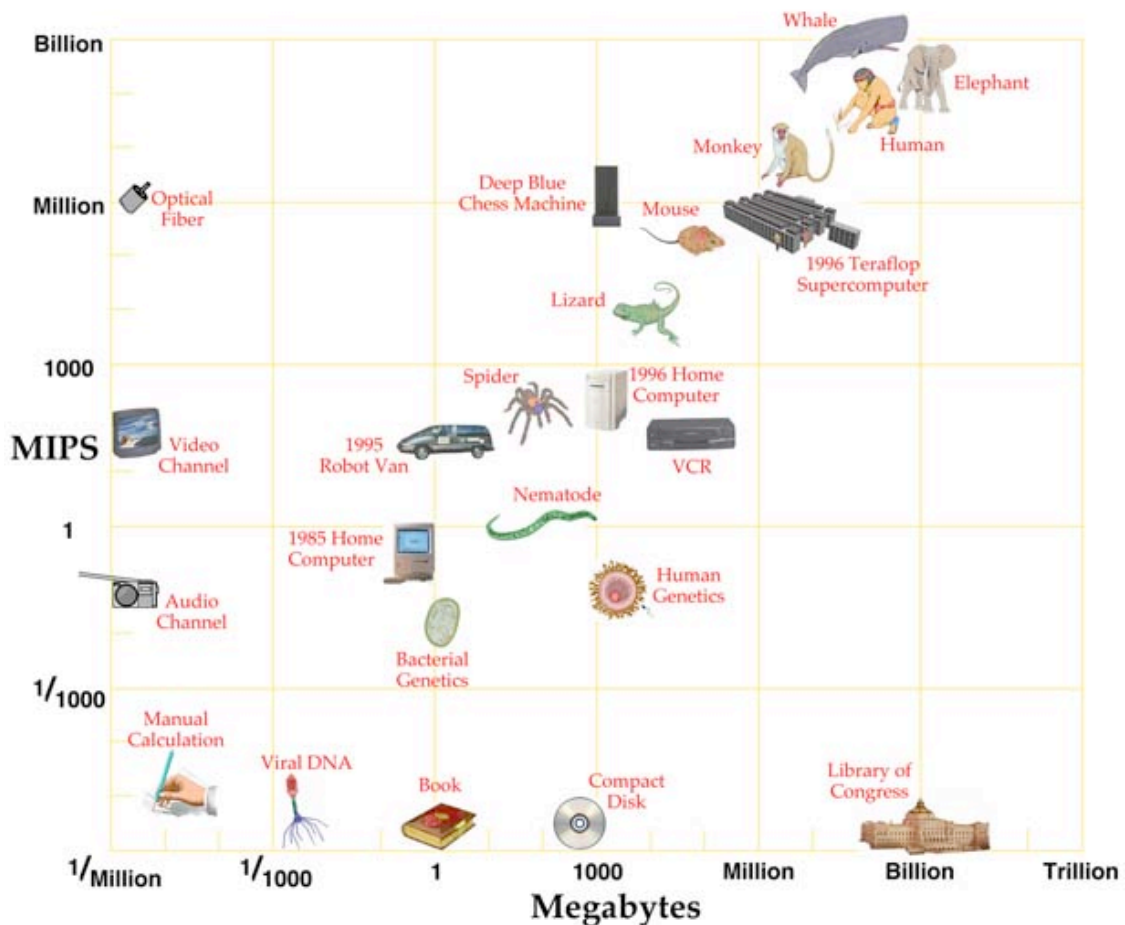 Whale
Billion
Elephant
Monkey
Human
Deep Blue
Chess Machine
Optical
Fiber
Million
Mouse
1996 Teraflop
Supercomputer
Lizard
1000
Spider
1996 Home
Computer
MIPS
Video
Channel
1995
Robot Van
VCR
Nematode
1
1985 Home
Computer
Human
Genetics
Audio
Channel
Bacterial
Genetics
1/1000
Manual
Calculation
Viral DNA
Book
Compact
Disk
Library of
Congress
1/Million
1/1000
1
1000
Million
Billion
Trillion
Megabytes